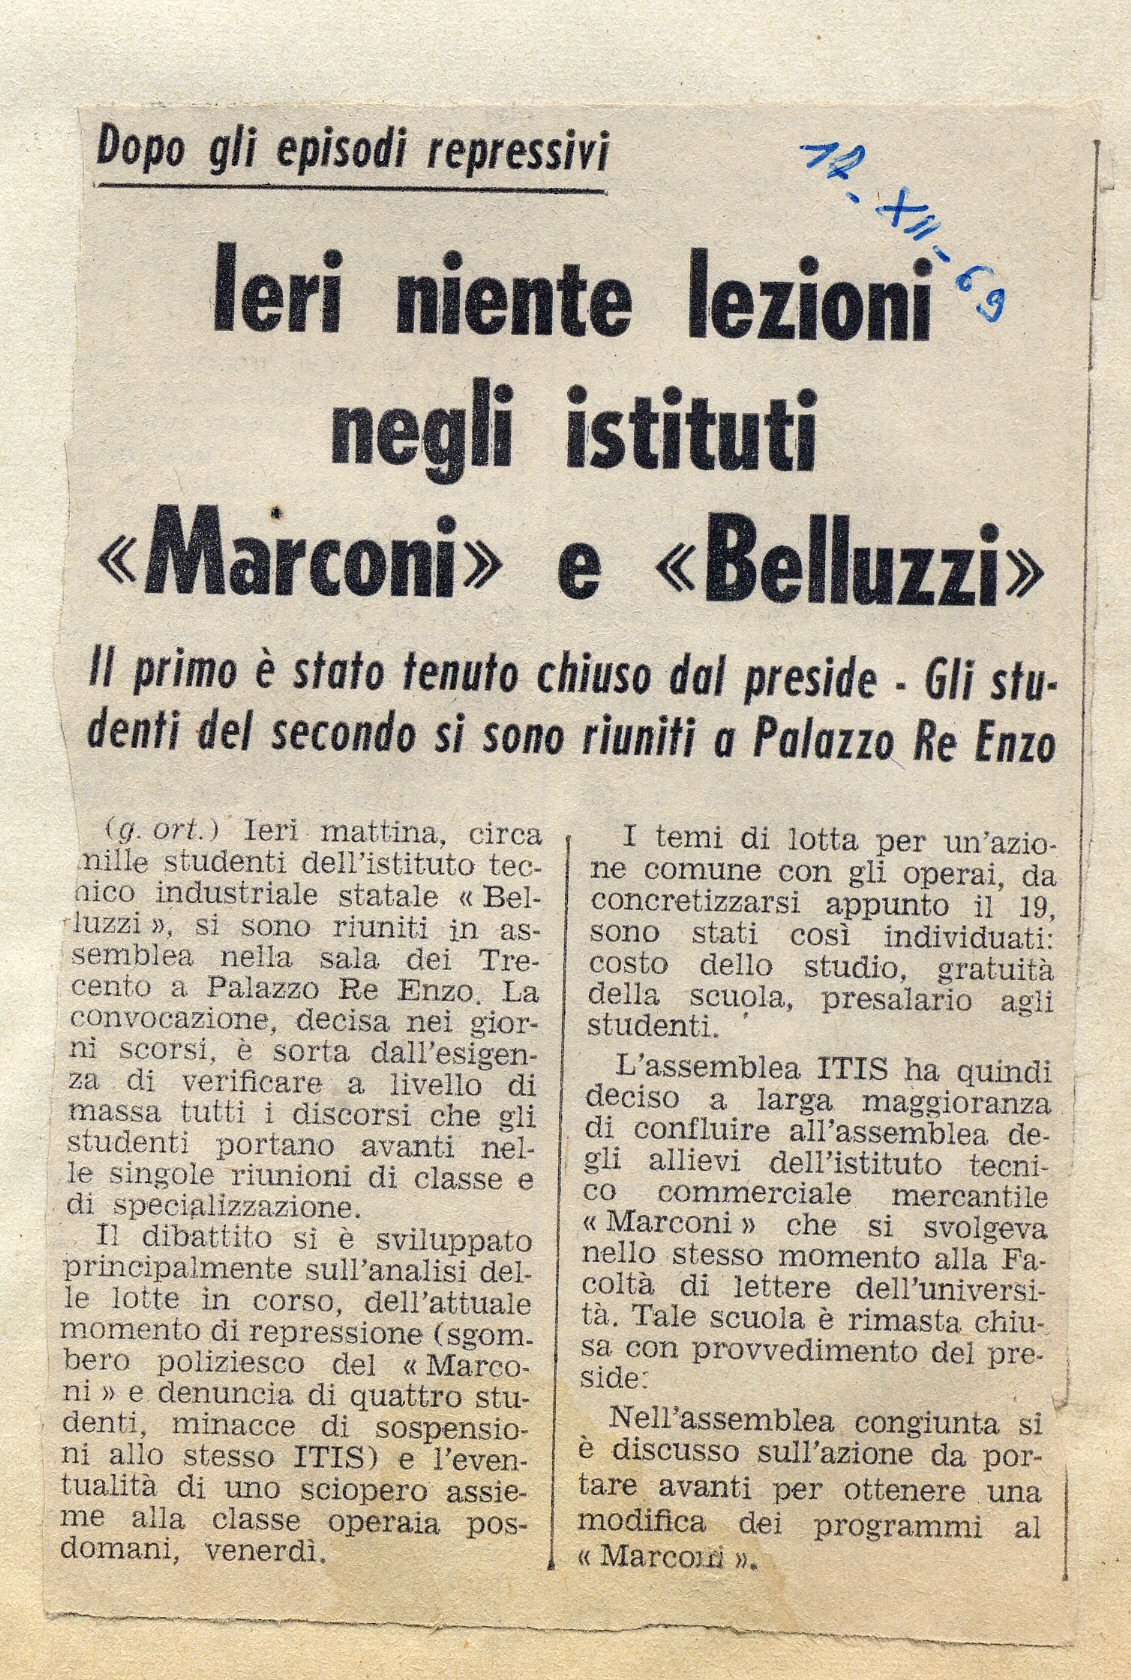 Dopo gli episodi repressivi
17-XII-69
Ieri niente lezioni
negli istituti
«Marconi» e «Belluzzi»
Il primo è stato tenuto chiuso dal preside - Gli stu-
denti del secondo si sono riuniti a Palazzo Re Enzo
(g. ort.) Ieri mattina, circa
mille studenti dell'istituto tec-
nico industriale statale «Bel-
luzzi», si sono riuniti in as-
semblea nella sala dei Tre-
cento a Palazzo Re Enzo. La
convocazione, decisa nei gior-
ni scorsi, è sorta dall'esigen-
za di verificare a livello di
massa tutti i discorsi che gli
studenti portano avanti nel-
le singole riunioni di classe e
di specializzazione.
Il dibattito si è sviluppato
principalmente sull'analisi del-
le lotte in corso, dell'attuale
momento di repressione (sgom-
bero poliziesco del «Marco-
ni» e denuncia di quattro stu-
denti, minacce di sospensio-
ni allo stesso ITIS) e l'even-
tualità di uno sciopero assie-
me alla classe operaia pos-
domani, venerdì.
I temi di lotta per un'azio-
ne comune con gli operai, da
concretizzarsi appunto il 19,
sono stati così individuati:
costo dello studio, gratuità
della scuola, presalario agli
studenti.
L'assemblea ITIS ha quindi
deciso a larga maggioranza
di confluire all'assemblea de-
gli allievi dell'istituto tecni-
co commerciale mercantile
«Marconi» che si svolgeva
nello stesso momento alla Fa-
coltà di lettere dell'universi-
tà. Tale scuola è rimasta chiu-
sa con provvedimento del pre-
side:
Nell'assemblea congiunta si
è discusso sull'azione da por-
tare avanti per ottenere una
modifica dei programmi al
«Marconi».